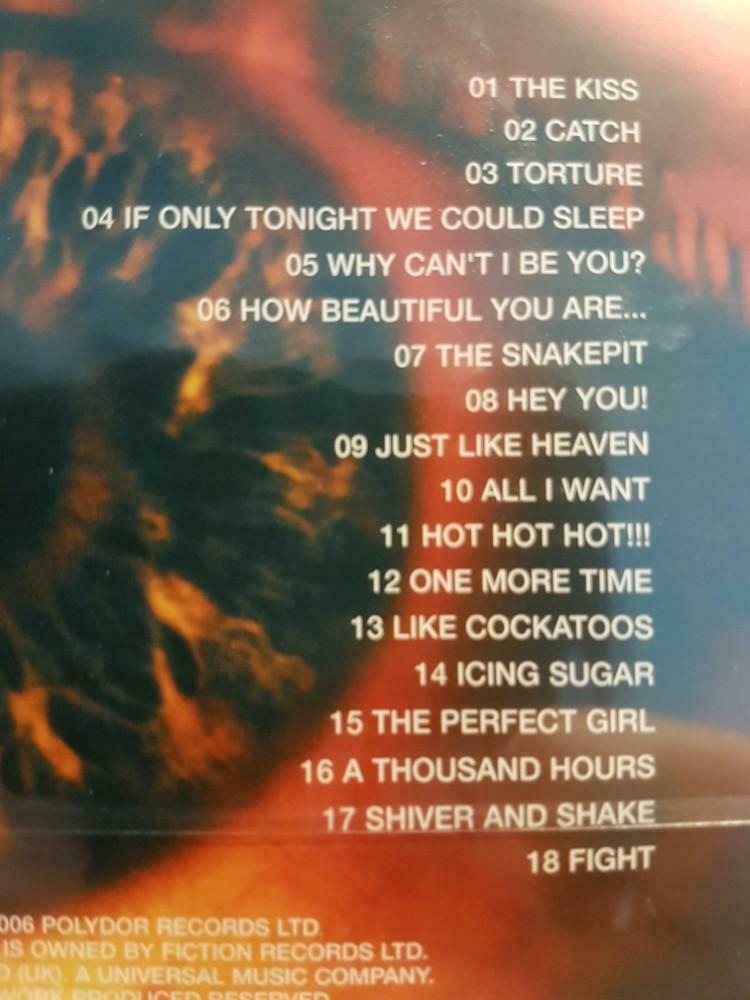 01 THE KISS
02 CATCH
03 TORTURE
04 IF ONLY TONIGHT WE COULD SLEEP
05 WHY CAN'T I BE YOU?
06 HOW BEAUTIFUL YOU ARE...
07 THE SNAKEPIT
08 HEY YOU!
09 JUST LIKE HEAVEN
10 ALL I WANT
11 HOT HOT HOT!!!
12 ONE MORE TIME
13 LIKE COCKATOOS
14 ICING SUGAR
15 THE PERFECT GIRL
16 A THOUSAND HOURS
17 SHIVER AND SHAKE
18 FIGHT
006 POLYDOR RECORDS LTD.
IS OWNED BY FICTION RECORDS LTD.
D (UK). A UNIVERSAL MUSIC COMPANY.
WORK PRODUCED RESERVED